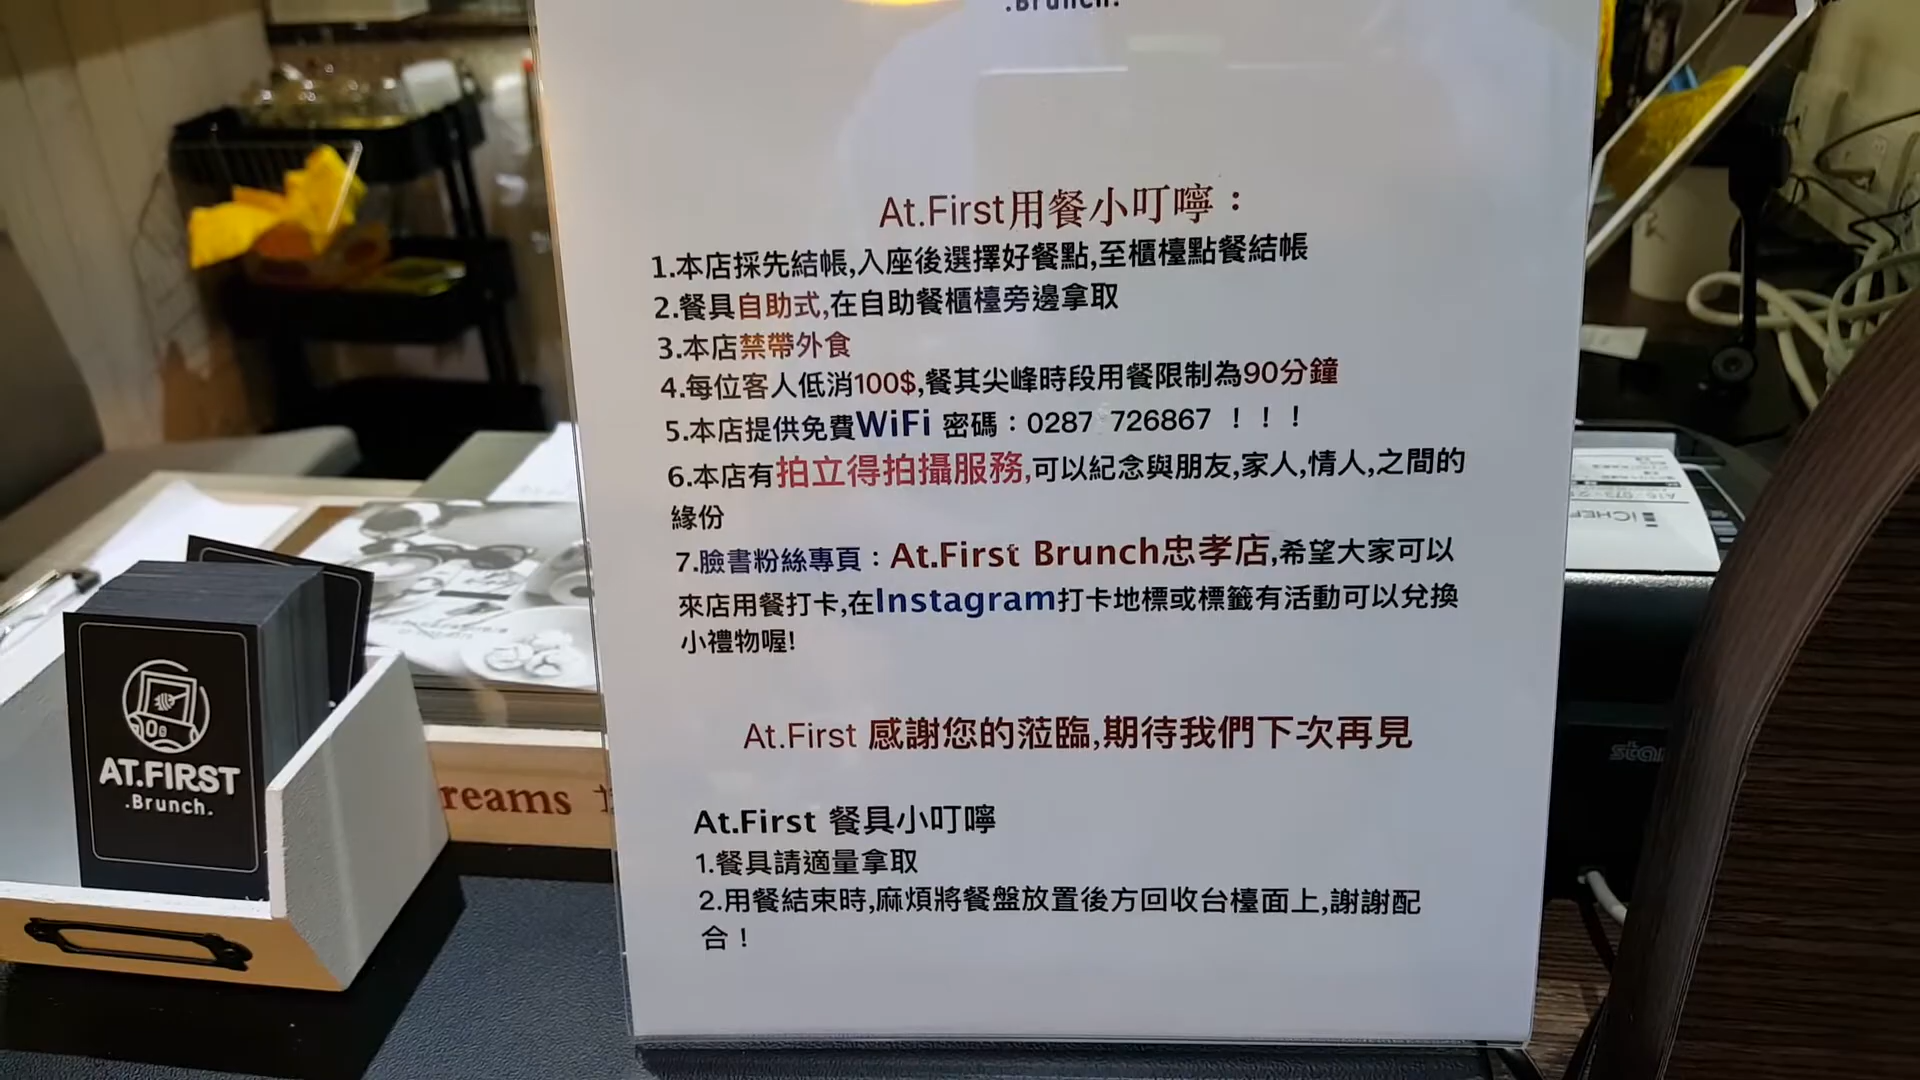 .Brunch.
At.First用餐小叮嚀：
1.本店採先結帳,入座後選擇好餐點,至櫃檯點餐結帳
2.餐具自助式,在自助餐櫃檯旁邊拿取
3.本店禁帶外食
4.每位客人低消100$,餐其尖峰時段用餐限制為90分鐘
5.本店提供免費WiFi 密碼：0287 726867 ！！！
6.本店有拍立得拍攝服務,可以紀念與朋友,家人,情人,之間的
緣份
7.臉書粉絲專頁：At.First Brunch忠孝店,希望大家可以
來店用餐打卡,在Instagram打卡地標或標籤有活動可以兌換
小禮物喔!
At.First 感謝您的蒞臨,期待我們下次再見
At.First 餐具小叮嚀
1.餐具請適量拿取
2.用餐結束時,麻煩將餐盤放置後方回收台檯面上,謝謝配
合！
AT.FIRST
.Brunch.
reams
iCHEF
star